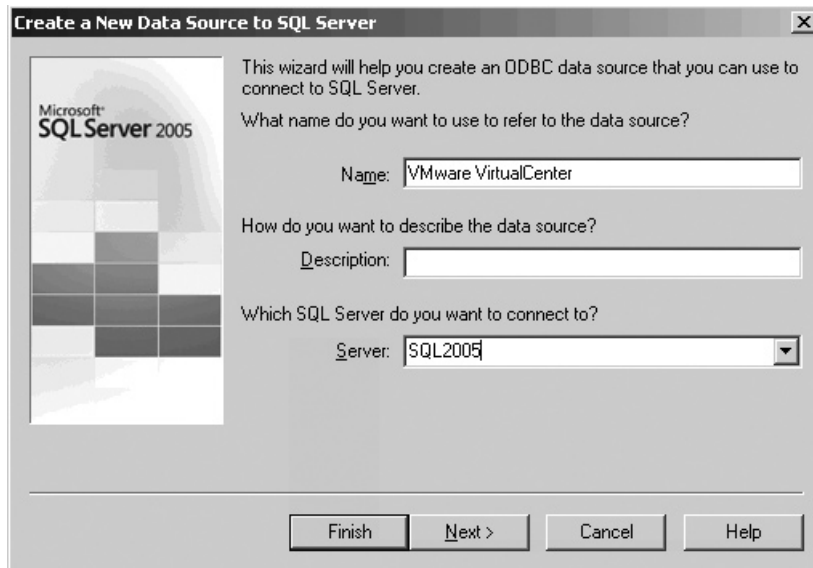 Create a New Data Source to SQL Server
Microsoft®
SQL Server 2005
This wizard will help you create an ODBC data source that you can use to
connect to SQL Server.
What name do you want to use to refer to the data source?
Name: VMware VirtualCenter
How do you want to describe the data source?
Description:
Which SQL Server do you want to connect to?
Server: SQL2005
Finish
Next >
Cancel
Help